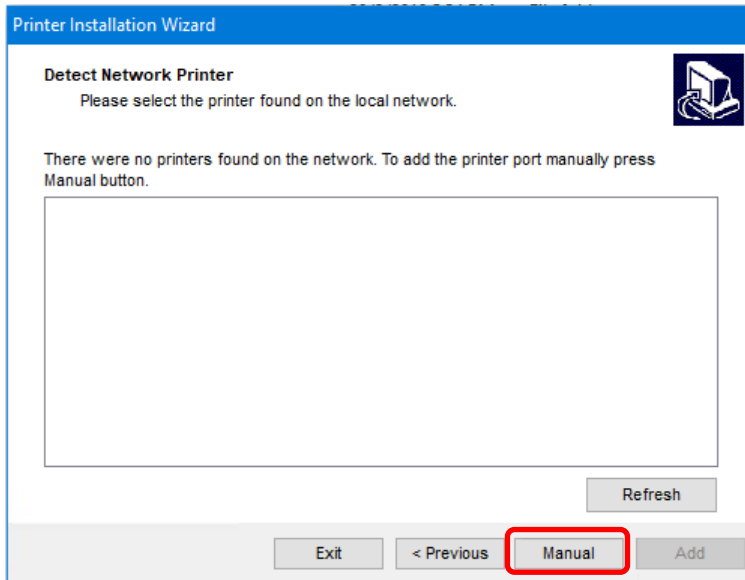 Printer Installation Wizard
Detect Network Printer
Please select the printer found on the local network.
There were no printers found on the network. To add the printer port manually press
Manual button.
Refresh
Exit
< Previous
Manual
Add